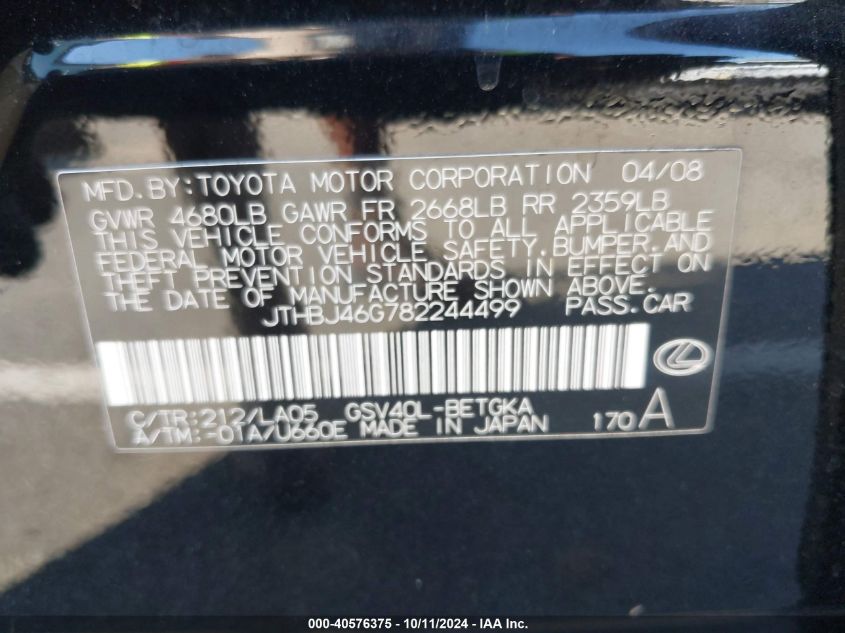 MFD. BY: TOYOTA MOTOR CORPORATION 04/08
GVWR 4680LB GAWR FR 2668LB RR 2359LB
THIS VEHICLE CONFORMS TO ALL APPLICABLE
FEDERAL MOTOR VEHICLE SAFETY, BUMPER, AND
THEFT PREVENTION STANDARDS IN EFFECT ON
THE DATE OF MANUFACTURE SHOWN ABOVE.
JTHBJ46G782244499 PASS.CAR
C/TR:212/LA05 GSV40L-BETGKA
A/TM:-01A/U660E MADE IN JAPAN 170A
000-40576375 - 10/11/2024 - IAA Inc.